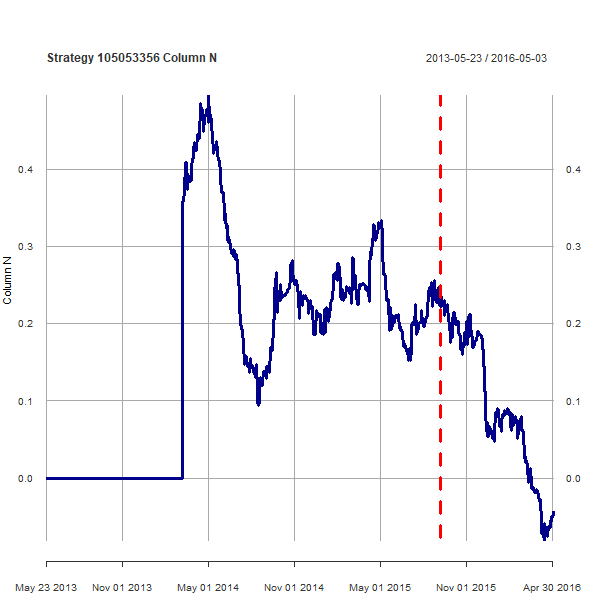 Strategy 105053356 Column N
2013-05-23 / 2016-05-03
0.4 0.4
0.3 0.3
Column N
0.2 0.2
0.1 0.1
0.0 0.0
May 23 2013 Nov 01 2013 May 01 2014 Nov 01 2014 May 01 2015 Nov 01 2015 Apr 30 2016